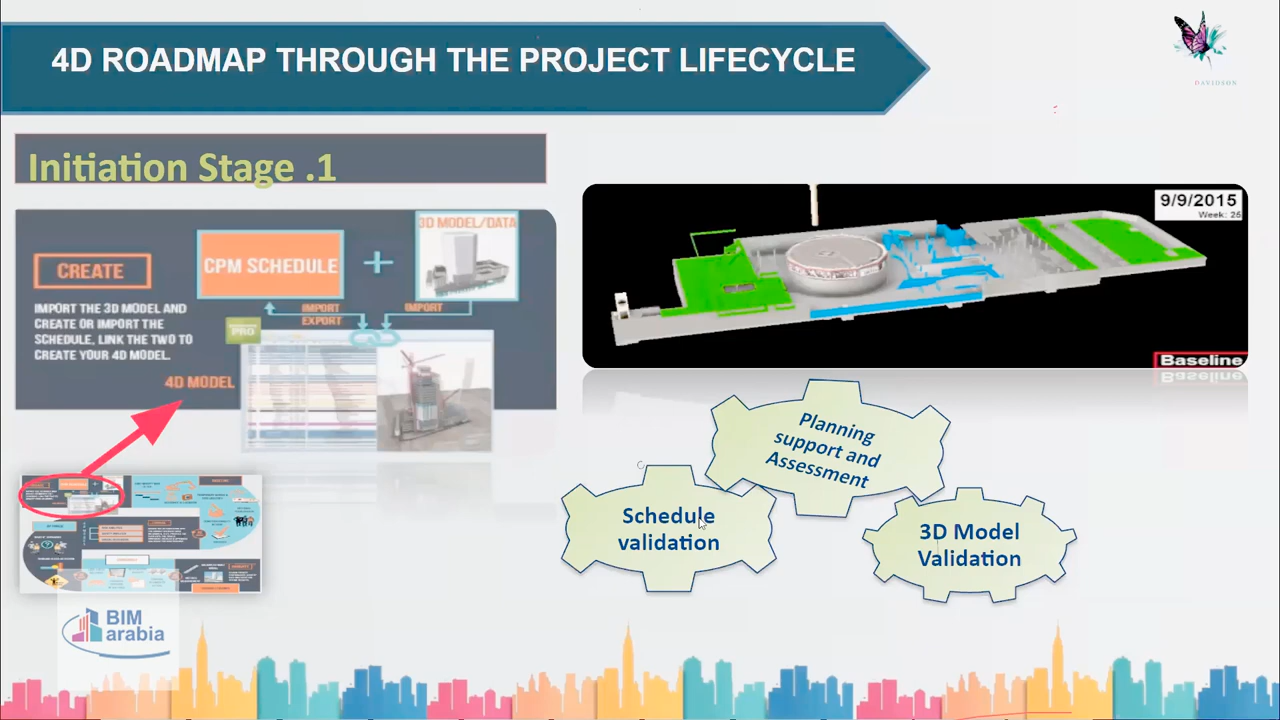 4D ROADMAP THROUGH THE PROJECT LIFECYCLE
DAVIDSON
Initiation Stage .1
CREATE
IMPORT THE 3D MODEL AND
CREATE OR IMPORT THE
SCHEDULE, LINK THE TWO TO
CREATE YOUR 4D MODEL.
CPM SCHEDULE
+
3D MODEL/DATA
IMPORT
EXPORT
IMPORT
PRO
4D MODEL
9/9/2015
Week: 25
Baseline
Planning
support and
Assessment
Schedule
validation
3D Model
Validation
BIM
arabia